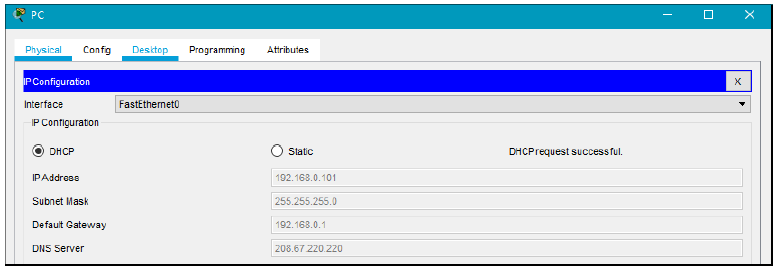 PC
Physical Config Desktop Programming Attributes
IP Configuration X
Interface FastEthernet0
IP Configuration
DHCP Static DHCP request successful.
IP Address 192.168.0.101
Subnet Mask 255.255.255.0
Default Gateway 192.168.0.1
DNS Server 208.67.220.220